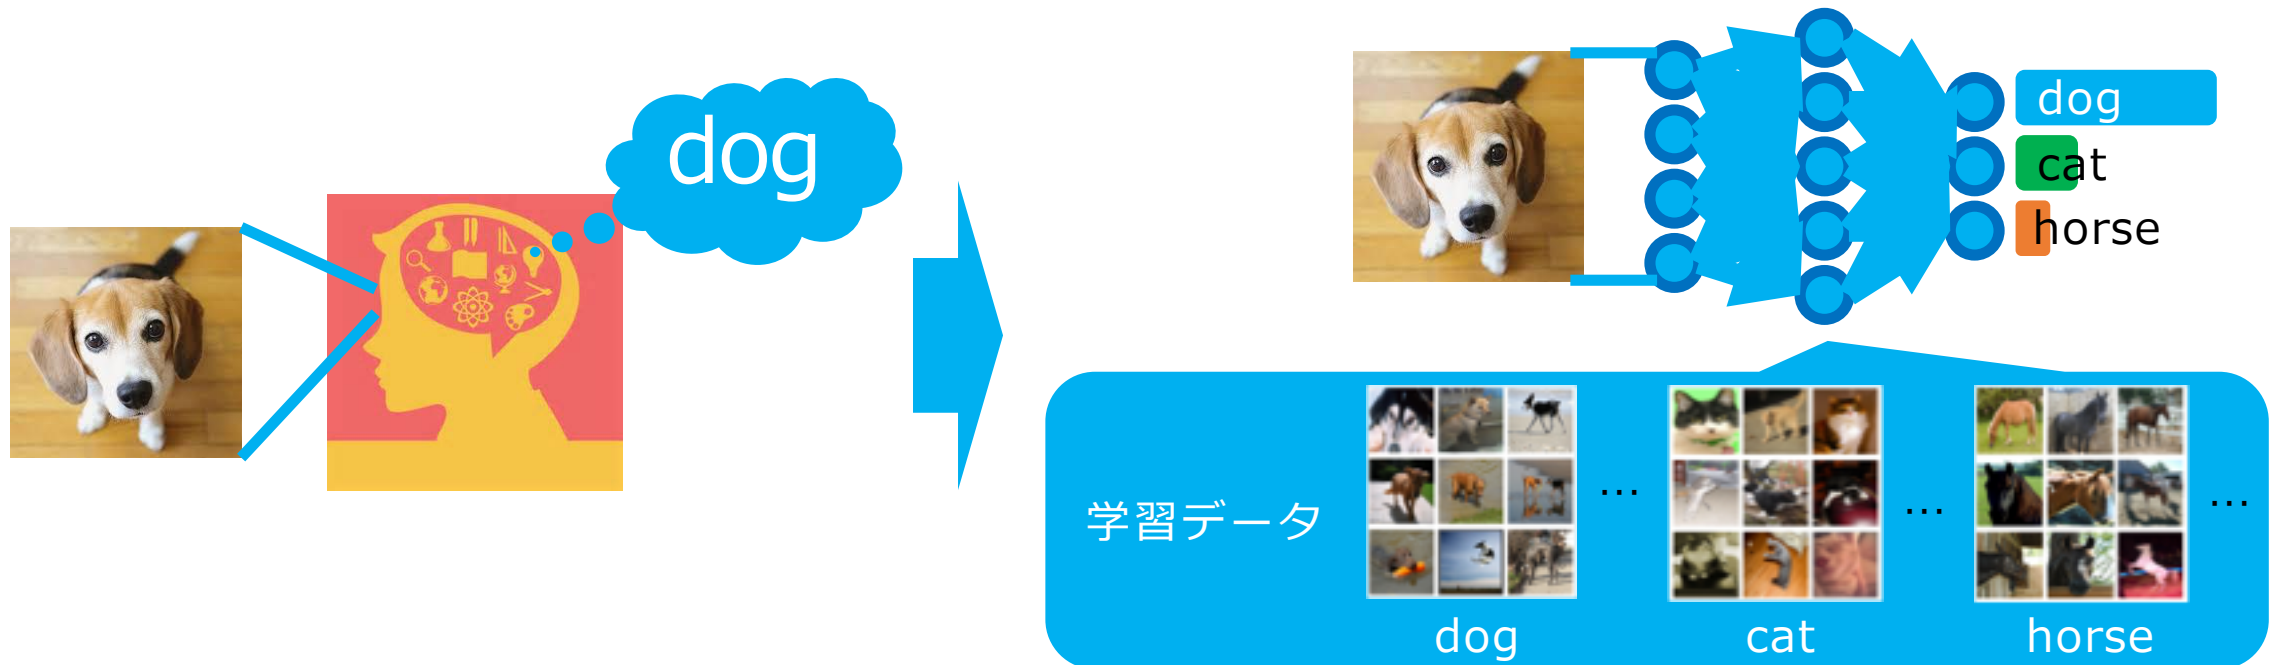 dog
dog
cat
horse
学習データ
…
…
…
dog
cat
horse